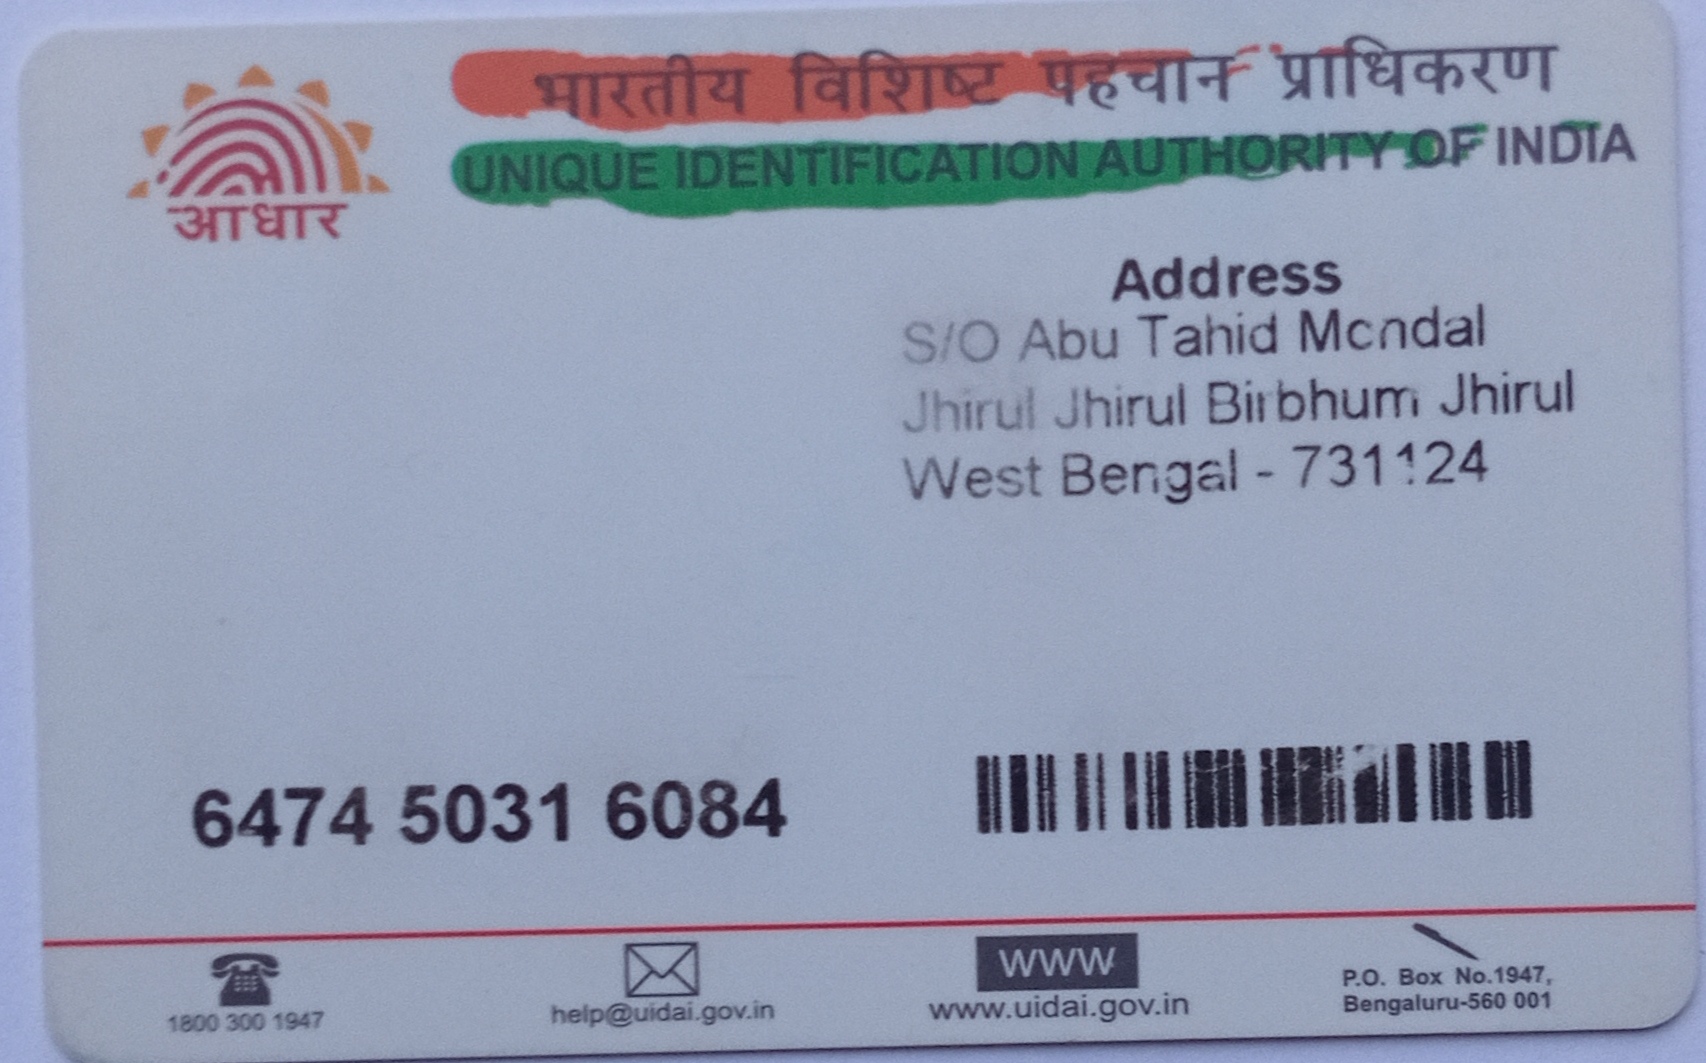 भारतीय विशिष्ट पहचान प्राधिकरण
UNIQUE IDENTIFICATION AUTHORITY OF INDIA
आधार
Address
S/O Abu Tahid Mondal
Jhirul Jhirul Birbhum Jhirul
West Bengal - 731124
6474 5031 6084
1800 300 1947
help@uidai.gov.in
WWW
www.uidai.gov.in
P.O. Box No.1947,
Bengaluru-560 001